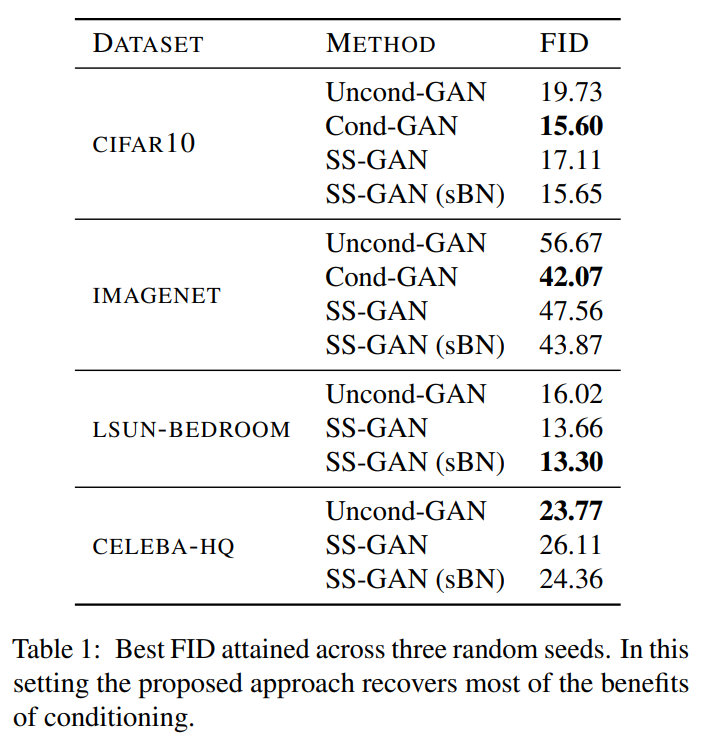 DATASET METHOD FID
CIFAR10
Uncond-GAN 19.73
Cond-GAN 15.60
SS-GAN 17.11
SS-GAN (sBN) 15.65
IMAGENET
Uncond-GAN 56.67
Cond-GAN 42.07
SS-GAN 47.56
SS-GAN (sBN) 43.87
LSUN-BEDROOM
Uncond-GAN 16.02
SS-GAN 13.66
SS-GAN (sBN) 13.30
CELEBA-HQ
Uncond-GAN 23.77
SS-GAN 26.11
SS-GAN (sBN) 24.36
Table 1: Best FID attained across three random seeds. In this
setting the proposed approach recovers most of the benefits
of conditioning.